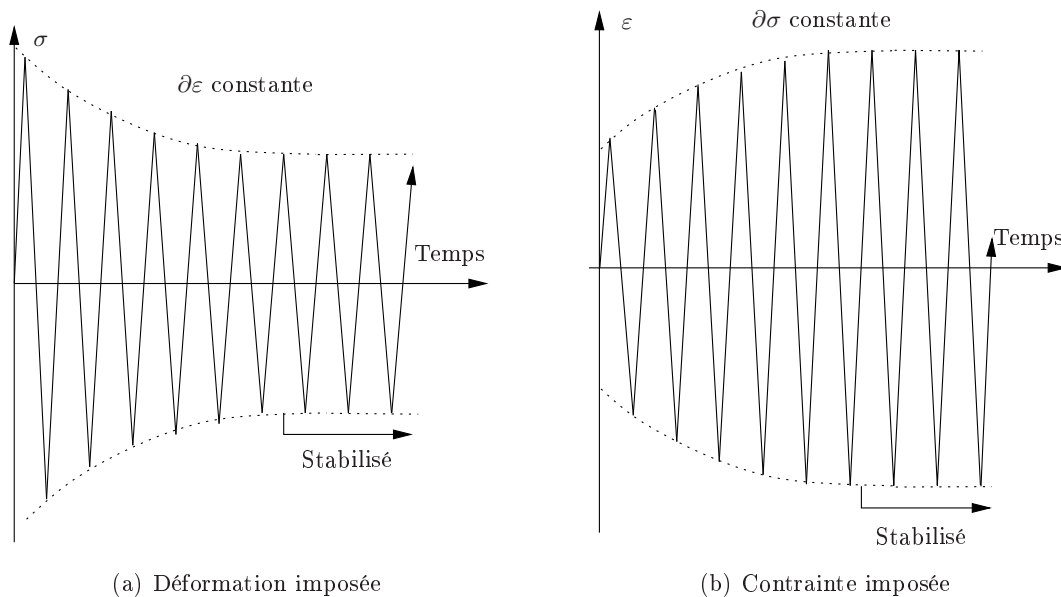 σ
∂ε constante
Temps
Stabilisé
(a) Déformation imposée
ε
∂σ constante
Temps
Stabilisé
(b) Contrainte imposée